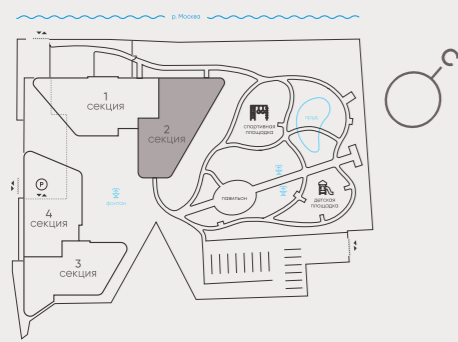 р. Москва
1
секция
2
секция
спортивная
площадка
пруд
P
фонтан
павильон
детская
площадка
4
секция
3
секция